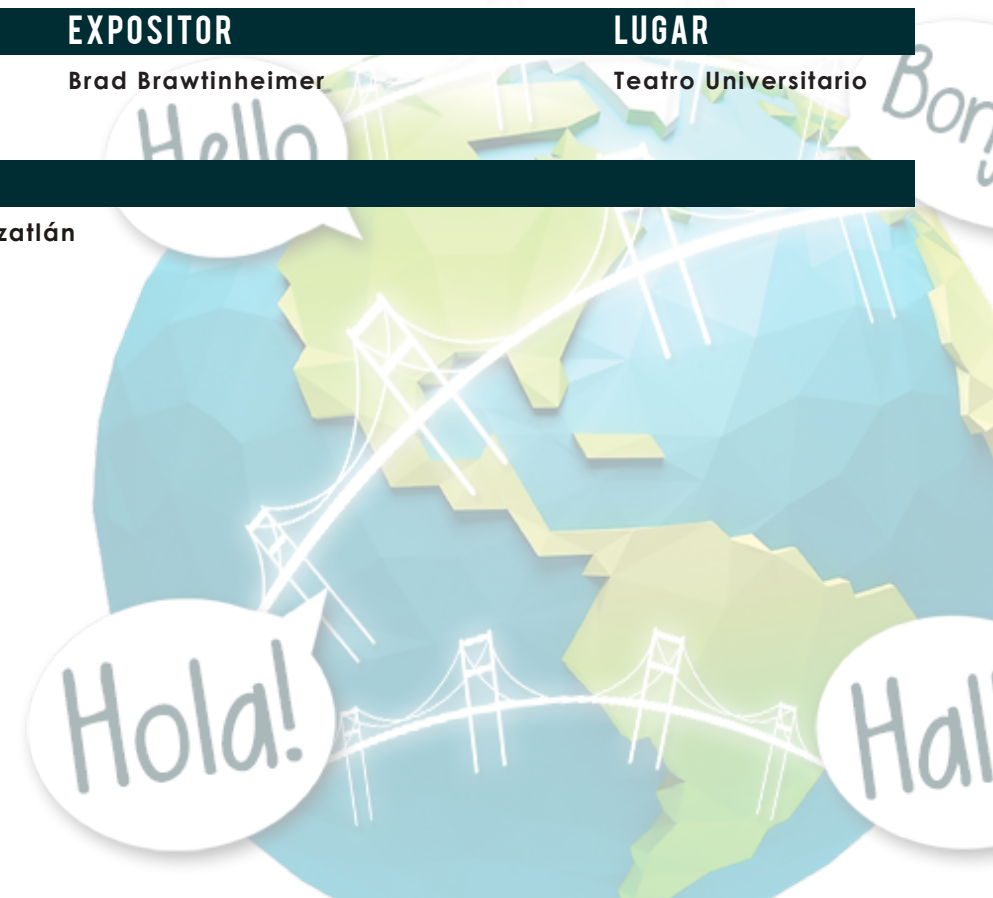 EXPOSITOR LUGAR
Brad Brawtinheimer Teatro Universitario
Hello
zatlán
Hola!